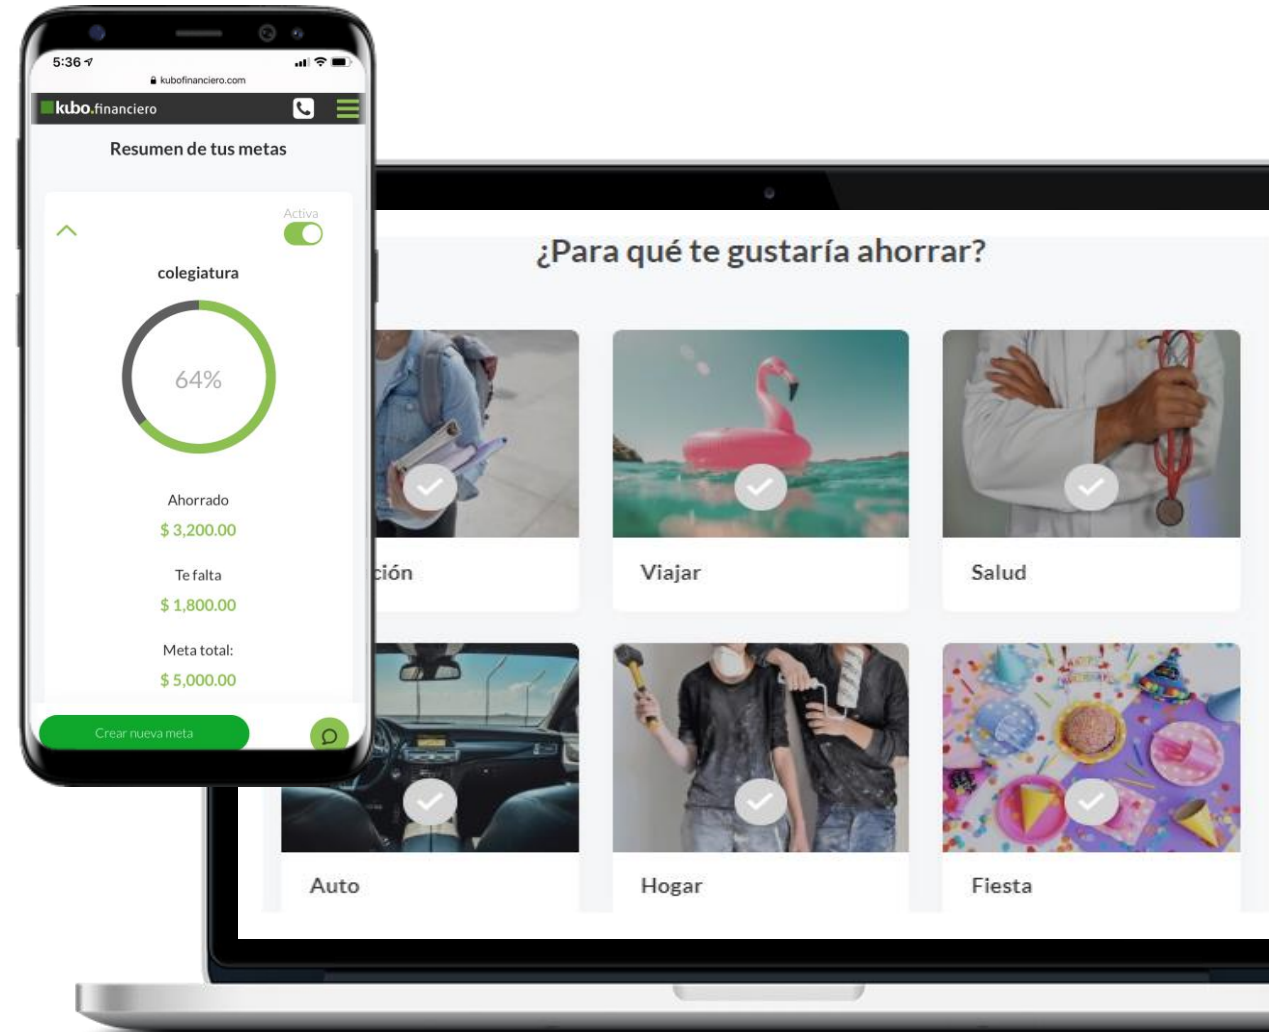 5:36
kubofinanciero.com
kubo.financiero
Resumen de tus metas
Activa
colegiatura
64%
Ahorrado
$ 3,200.00
Te falta
$ 1,800.00
Meta total:
$ 5,000.00
Crear nueva meta
¿Para qué te gustaría ahorrar?
ción
Viajar
Salud
Auto
Hogar
Fiesta